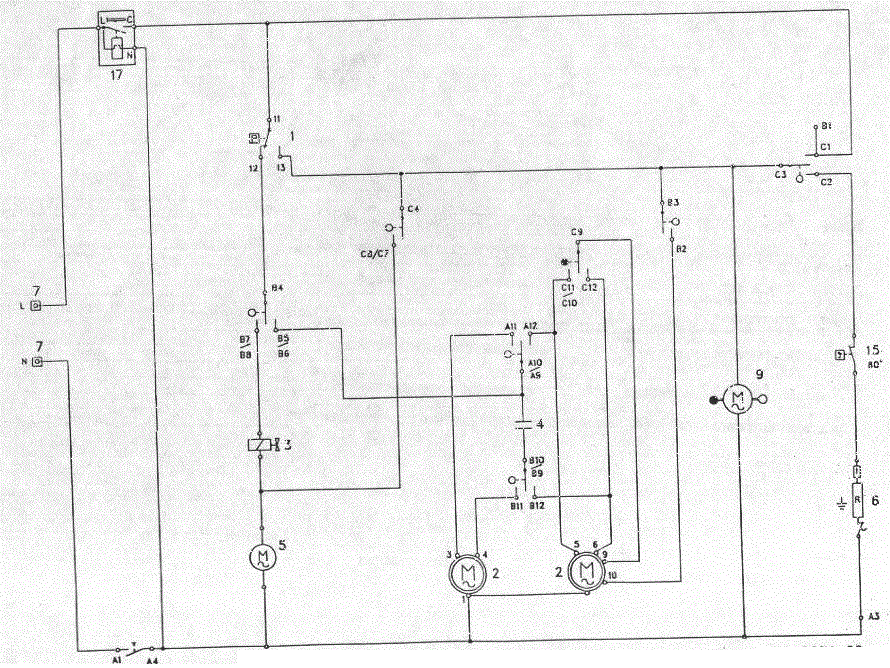 L C
N
17
11
1
12 13
B1
C1
C3
C2
C4
B3
C9
B2
C8/C7
C11 C12
C10
7
L
B4
7
N
A11 A12
B7 B5
B8 B6
A10
A9
15
80°
9
4
3
B10
B9
B11 B12
R
6
5
3 4
2
5 6
9
2
10
1
A3
A1 A4
M
M
M
M